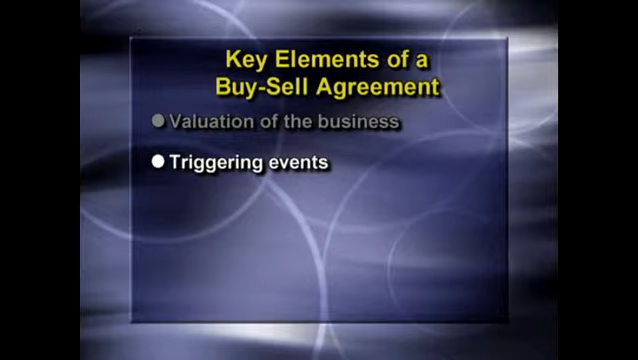 Key Elements of a
Buy-Sell Agreement
Valuation of the business
Triggering events